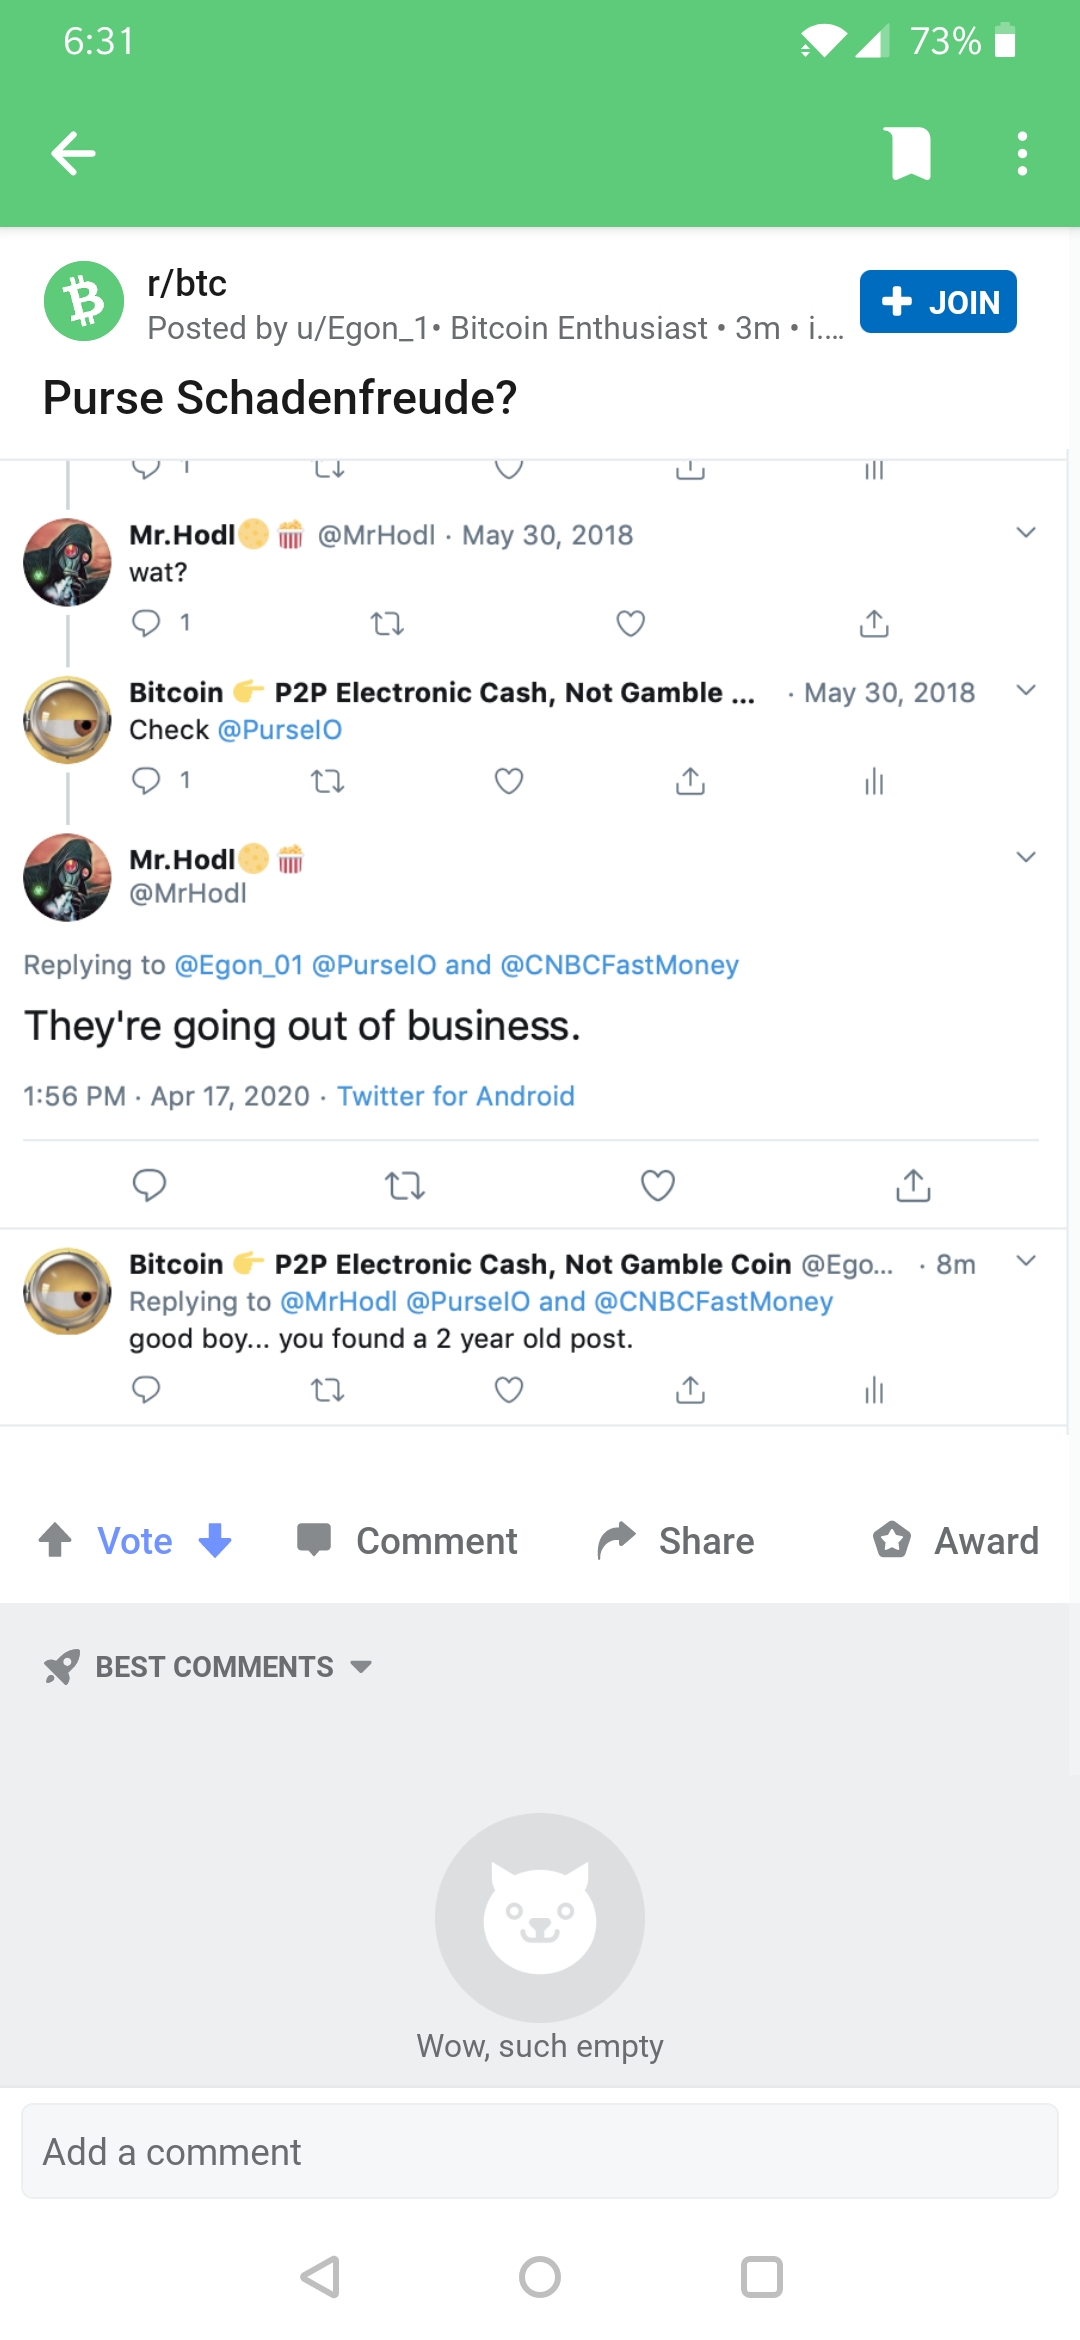 6:31
73%
r/btc
Posted by u/Egon_1• Bitcoin Enthusiast • 3m • i....
JOIN
Purse Schadenfreude?
Mr.Hodl🌕🍿 @MrHodl · May 30, 2018
wat?
1
Bitcoin 👉 P2P Electronic Cash, Not Gamble ... · May 30, 2018
Check @PurseIO
1
Mr.Hodl🌕🍿
@MrHodl
Replying to @Egon_01 @PurseIO and @CNBCFastMoney
They're going out of business.
1:56 PM · Apr 17, 2020 · Twitter for Android
Bitcoin 👉 P2P Electronic Cash, Not Gamble Coin @Ego... · 8m
Replying to @MrHodl @PurseIO and @CNBCFastMoney
good boy... you found a 2 year old post.
Vote
Comment
Share
Award
BEST COMMENTS
Wow, such empty
Add a comment